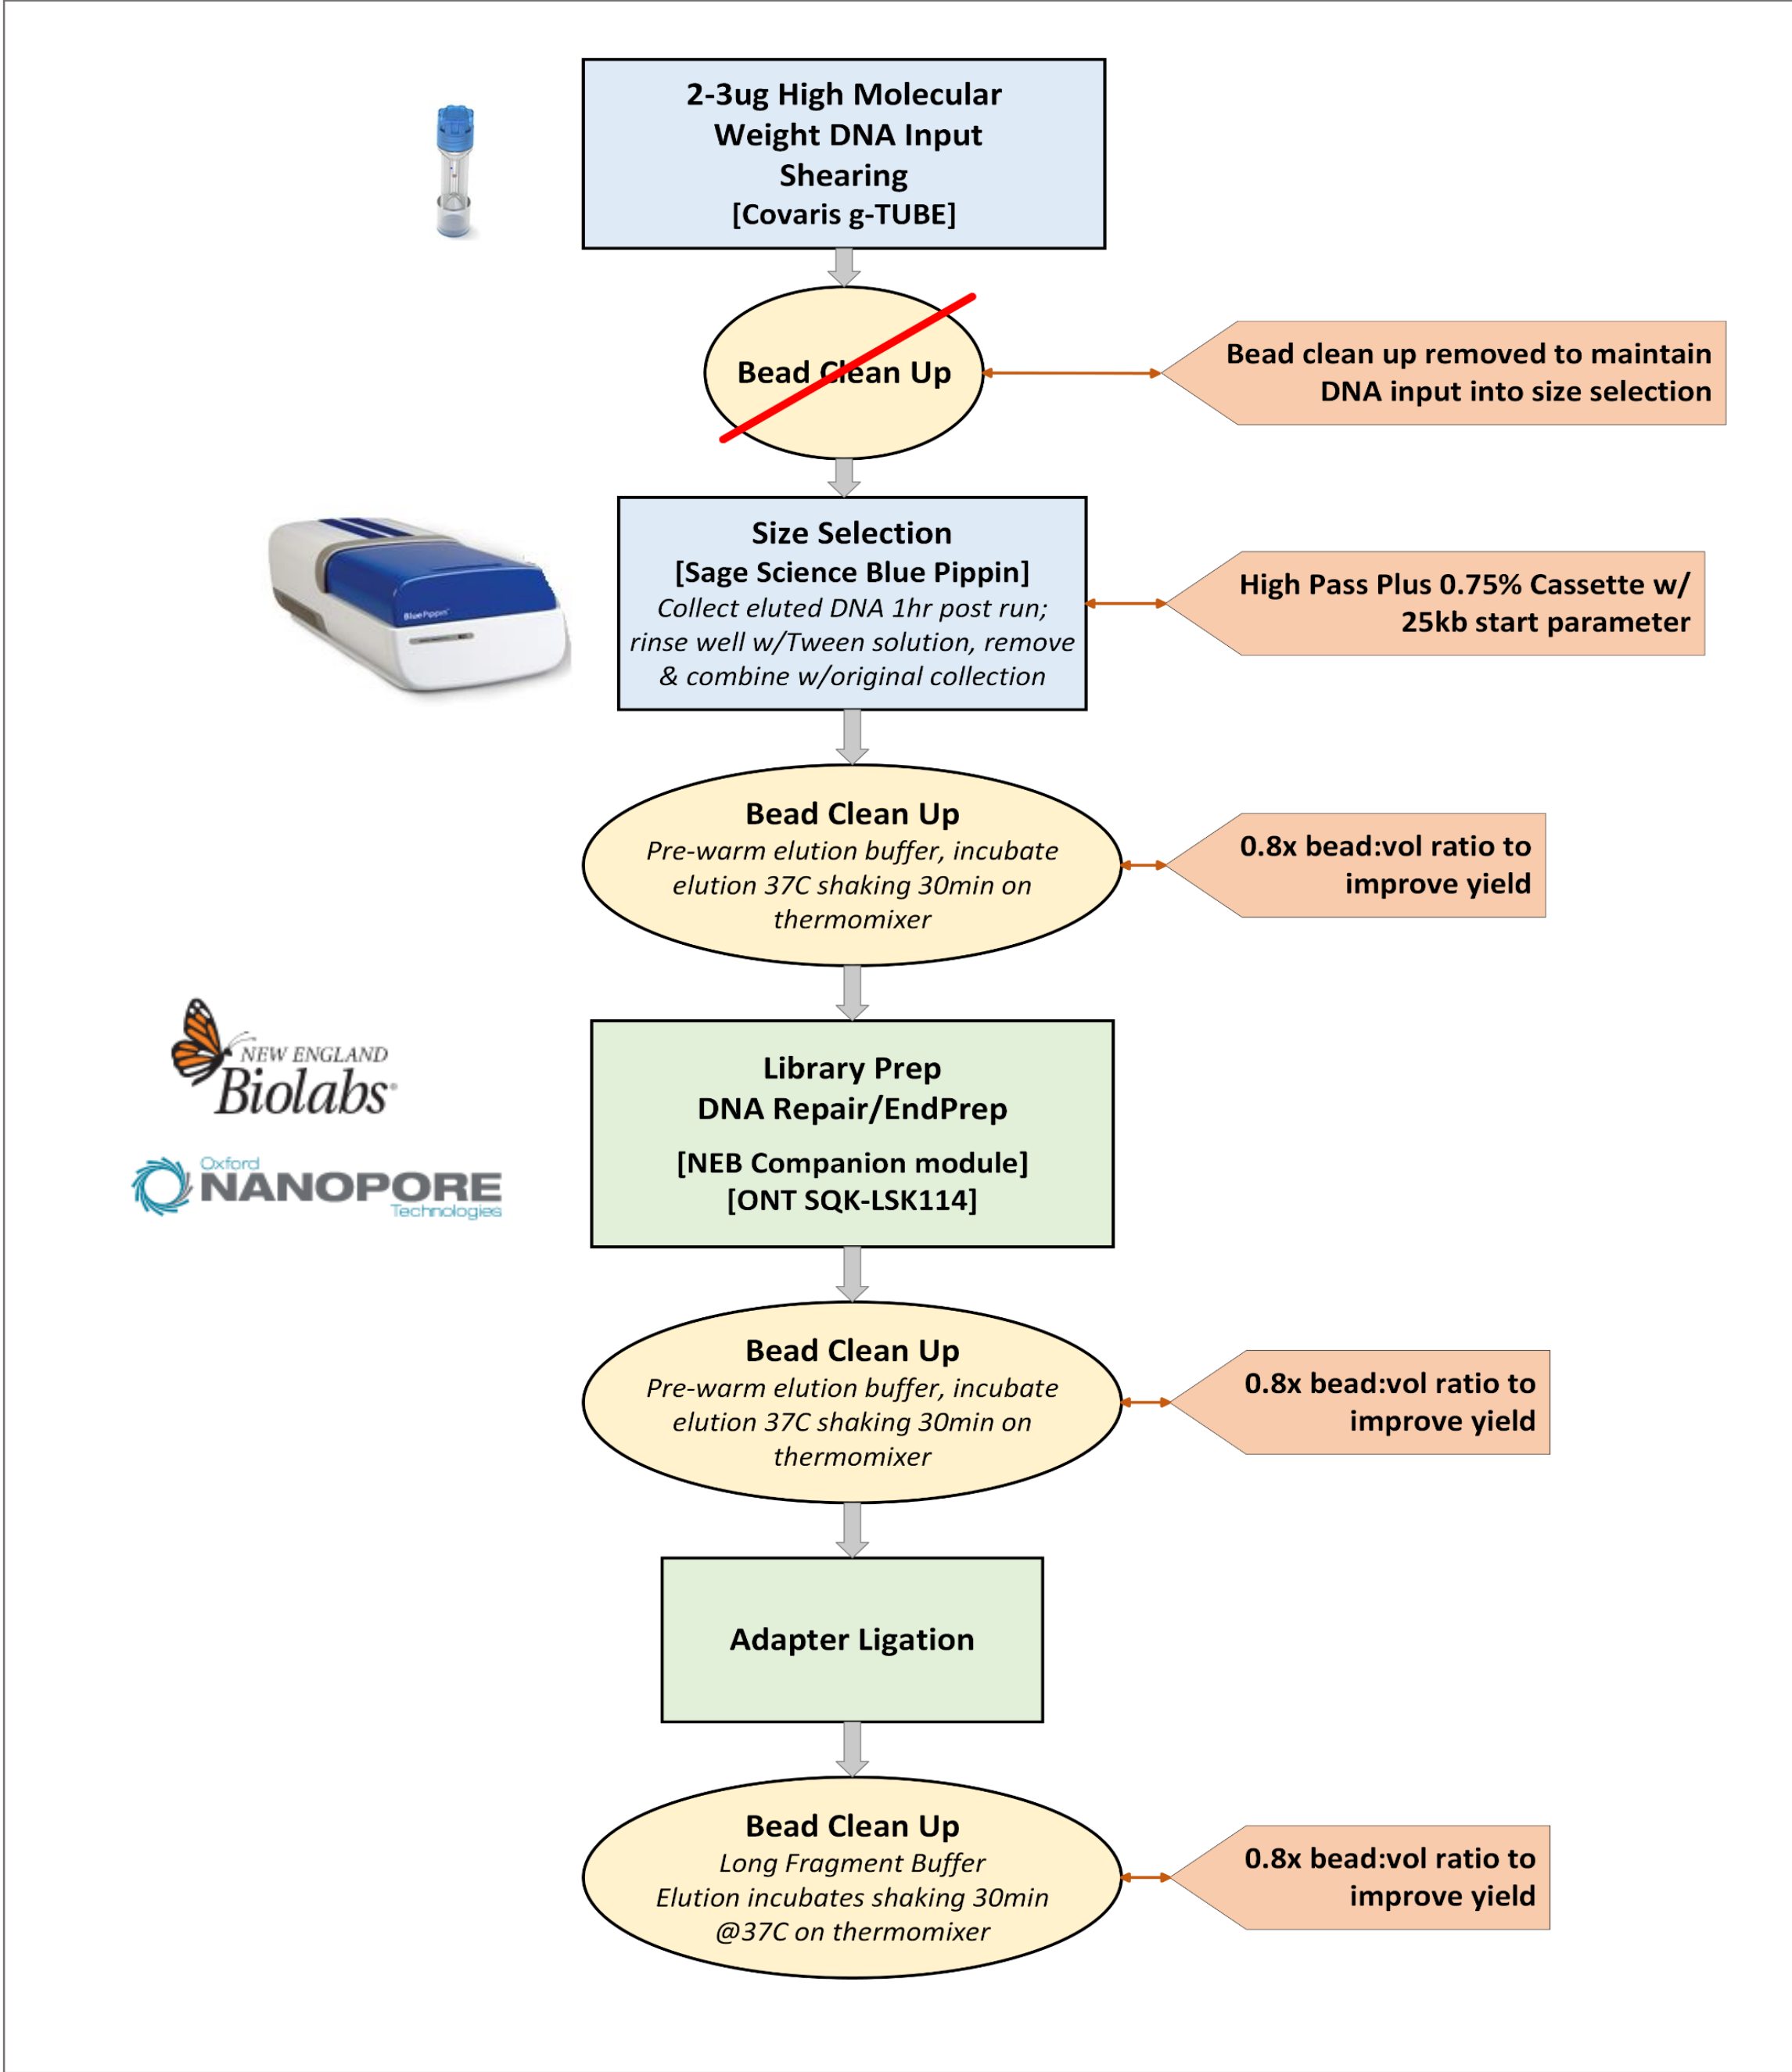 2-3ug High Molecular
Weight DNA Input
Shearing
[Covaris g-TUBE]
Bead Clean Up
Bead clean up removed to maintain
DNA input into size selection
Size Selection
[Sage Science Blue Pippin]
Collect eluted DNA 1hr post run;
rinse well w/Tween solution, remove
& combine w/original collection
BluePippin™
High Pass Plus 0.75% Cassette w/
25kb start parameter
Bead Clean Up
Pre-warm elution buffer, incubate
elution 37C shaking 30min on
thermomixer
0.8x bead:vol ratio to
improve yield
NEW ENGLAND
Biolabs®
Oxford
NANOPORE
Technologies
Library Prep
DNA Repair/EndPrep
[NEB Companion module]
[ONT SQK-LSK114]
Bead Clean Up
Pre-warm elution buffer, incubate
elution 37C shaking 30min on
thermomixer
0.8x bead:vol ratio to
improve yield
Adapter Ligation
Bead Clean Up
Long Fragment Buffer
Elution incubates shaking 30min
@37C on thermomixer
0.8x bead:vol ratio to
improve yield